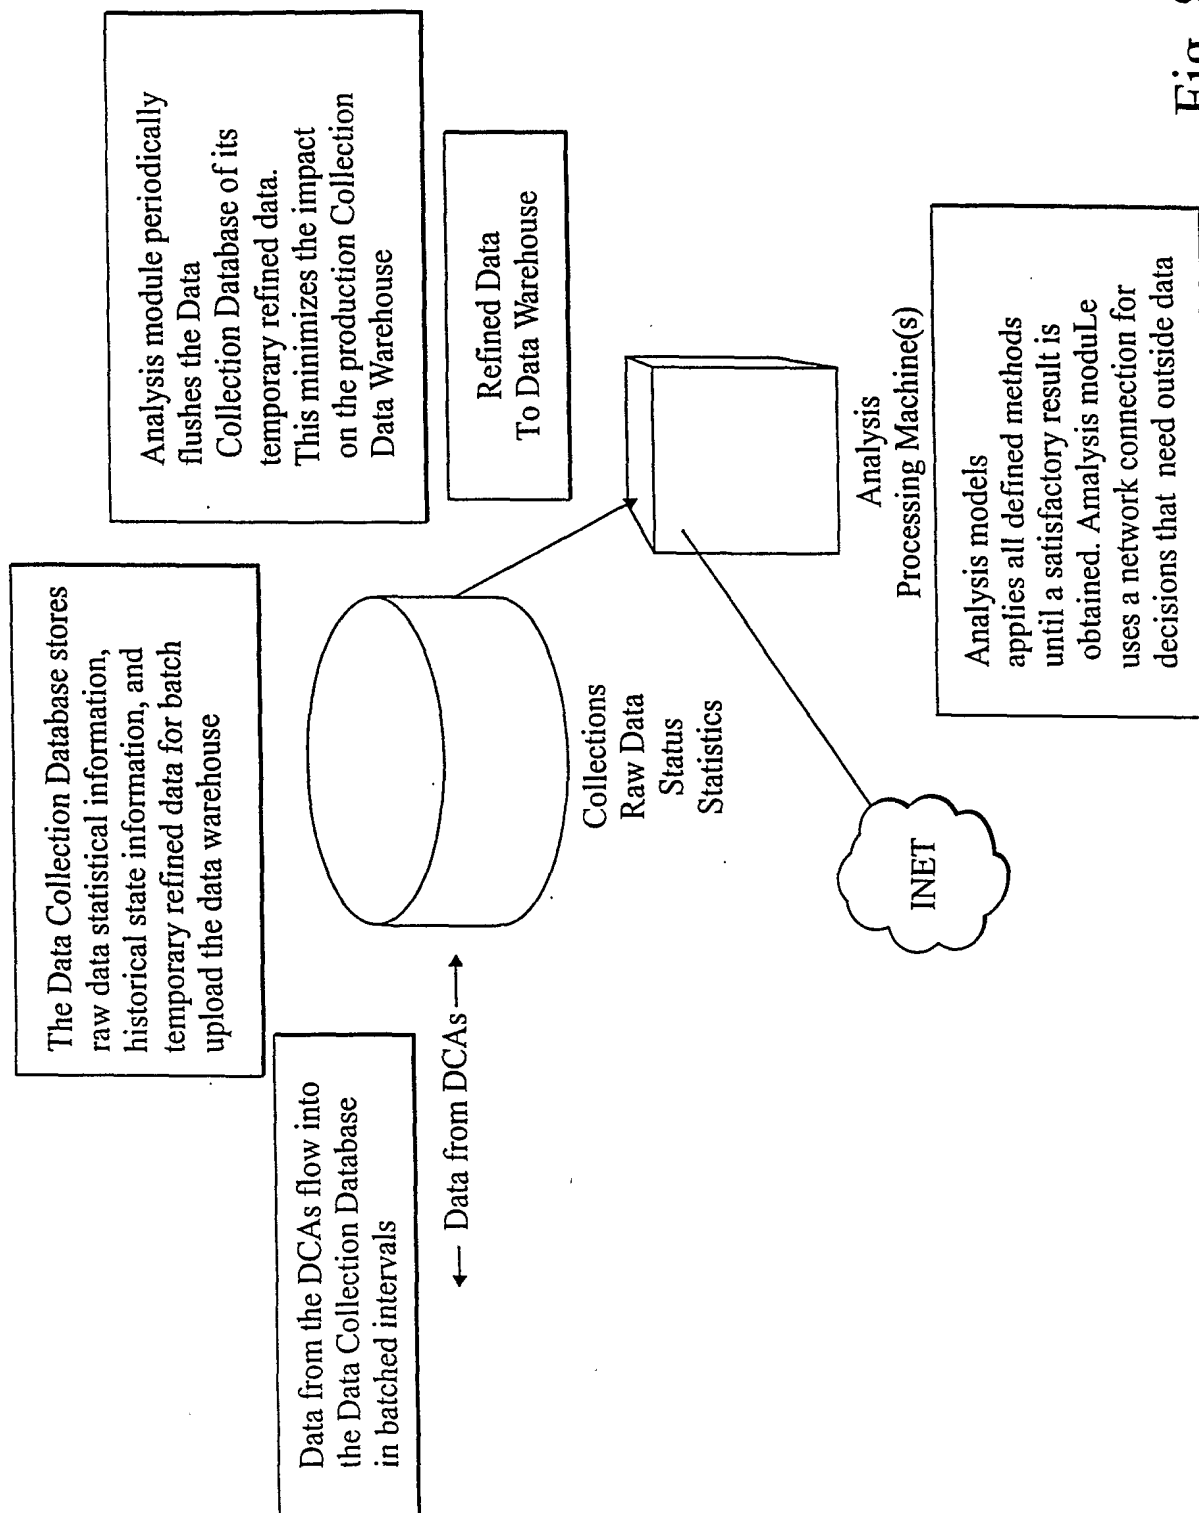 The Data Collection Database stores
raw data statistical information,
historical state information, and
temporary refined data for batch
upload the data warehouse
Analysis module periodically
flushes the Data
Collection Database of its
temporary refined data.
This minimizes the impact
on the production Collection
Data Warehouse
Data from the DCAs flow into
the Data Collection Database
in batched intervals
Data from DCAs
Refined Data
To Data Warehouse
Collections
Raw Data
Status
Statistics
INET
Analysis
Processing Machine(s)
Analysis models
applies all defined methods
until a satisfactory result is
obtained. Amalysis moduLe
uses a network connection for
decisions that need outside data
Fig.